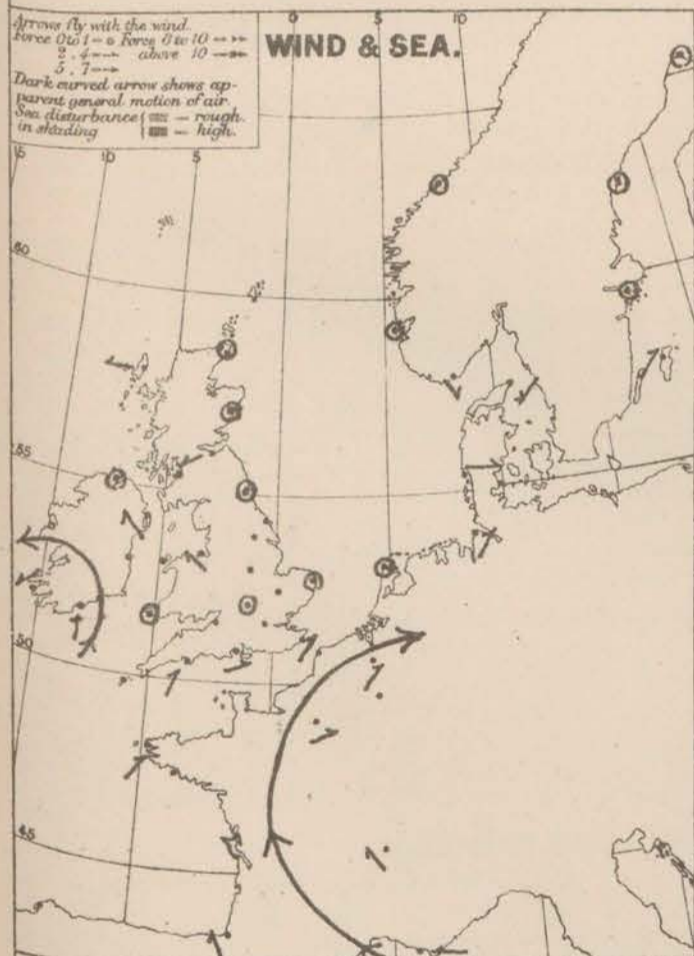 0 5 10
WIND & SEA.
Arrows fly with the wind.
Force 0 to 1 – o Force 8 to 10
2 . 4 – above 10 –
5 . 7 –
Dark curved arrow shows ap-
parent general motion of air.
Sea disturbance { – rough.
in shading { – high.
10 5
60
55
50
45